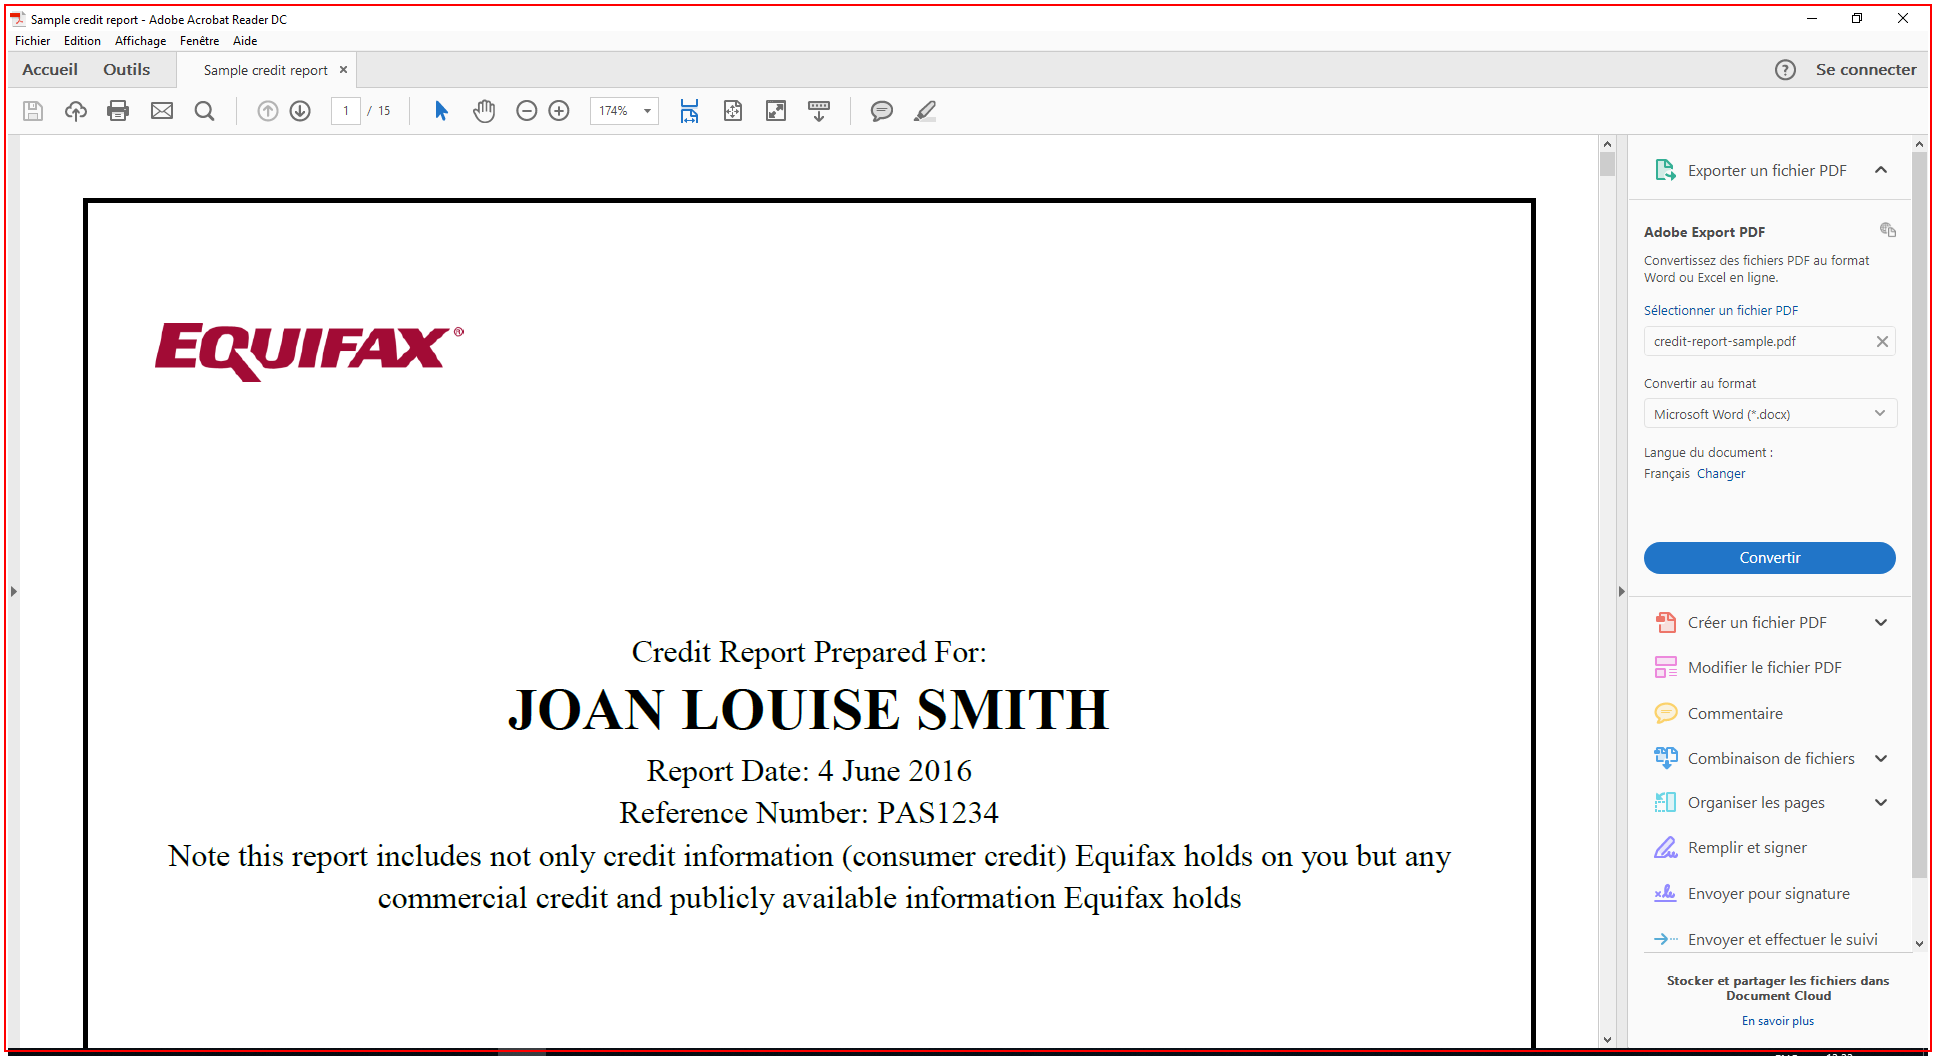 Sample credit report - Adobe Acrobat Reader DC
Fichier Edition Affichage Fenêtre Aide
Accueil Outils Sample credit report × ? Se connecter
1 / 15 174%
EQUIFAX®
Credit Report Prepared For:
JOAN LOUISE SMITH
Report Date: 4 June 2016
Reference Number: PAS1234
Note this report includes not only credit information (consumer credit) Equifax holds on you but any
commercial credit and publicly available information Equifax holds
Exporter un fichier PDF
Adobe Export PDF
Convertissez des fichiers PDF au format
Word ou Excel en ligne.
Sélectionner un fichier PDF
credit-report-sample.pdf
Convertir au format
Microsoft Word (*.docx)
Langue du document :
Français Changer
Convertir
Créer un fichier PDF
Modifier le fichier PDF
Commentaire
Combinaison de fichiers
Organiser les pages
Remplir et signer
Envoyer pour signature
Envoyer et effectuer le suivi
Stocker et partager les fichiers dans
Document Cloud
En savoir plus